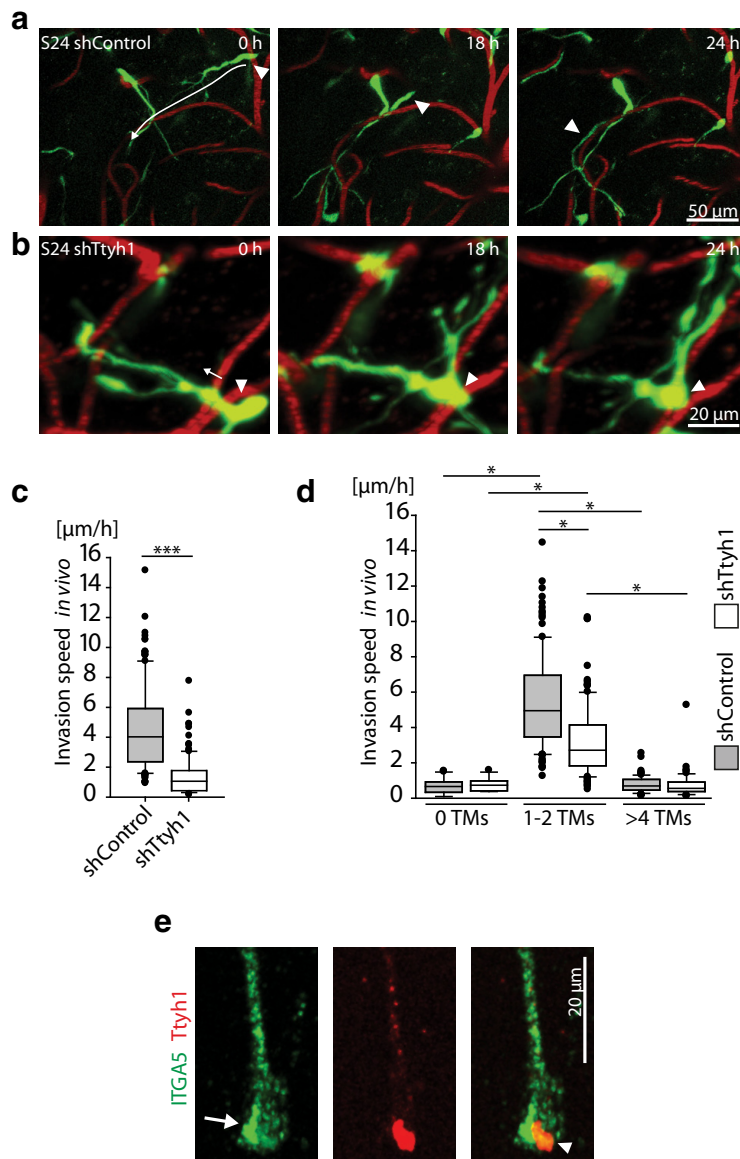 a
S24 shControl 0 h
18 h
24 h
50 µm
b
S24 shTtyh1 0 h
18 h
24 h
20 µm
c
[µm/h]
Invasion speed in vivo
16
14
12
10
8
6
4
2
0
***
shControl
shTtyh1
d
[µm/h]
Invasion speed in vivo
16
14
12
10
8
6
4
2
0
*
*
*
*
*
0 TMs
1-2 TMs
>4 TMs
shControl
shTtyh1
e
ITGA5 Ttyh1
20 µm